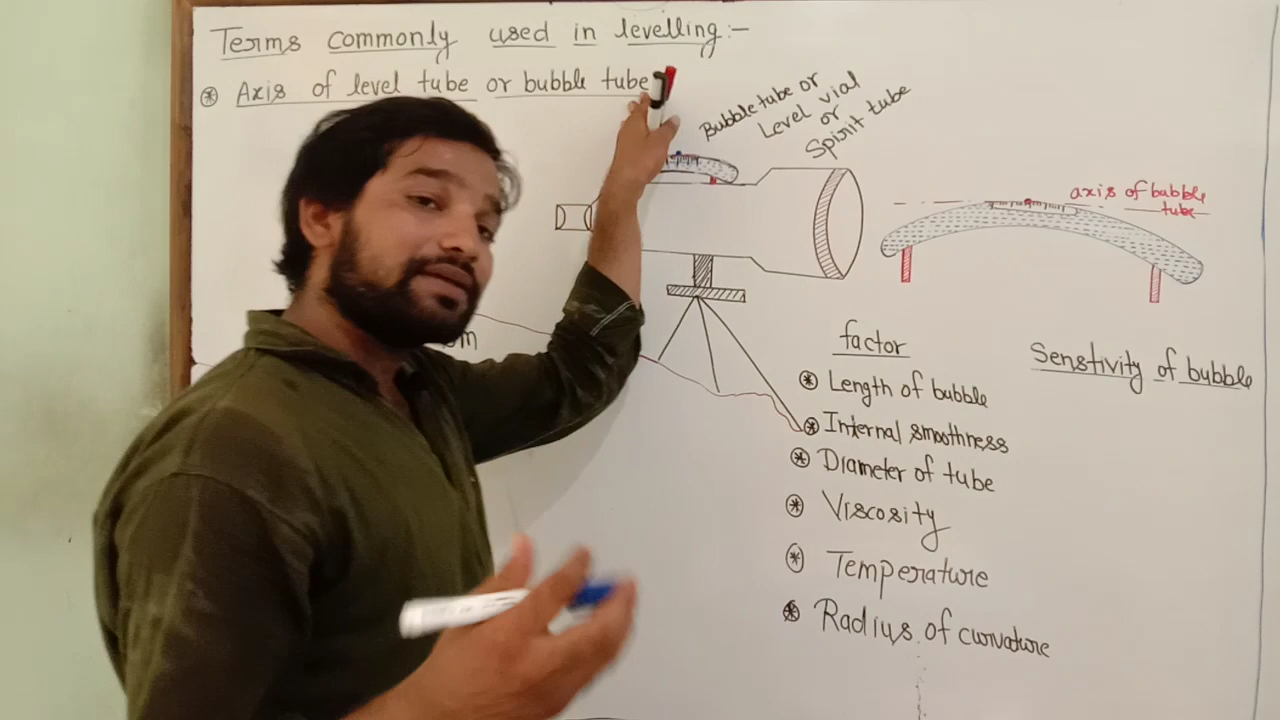 Terms commonly used in levelling:-
⊛ Axis of level tube or bubble tube
Bubble tube or
Level vial
or
Spirit tube
axis of bubble
tube
factor
Senstivity of bubble
⊛ Length of bubble
⊛ Internal smoothness
⊛ Diameter of tube
⊛ Viscosity
⊛ Temperature
⊛ Radius of curvature